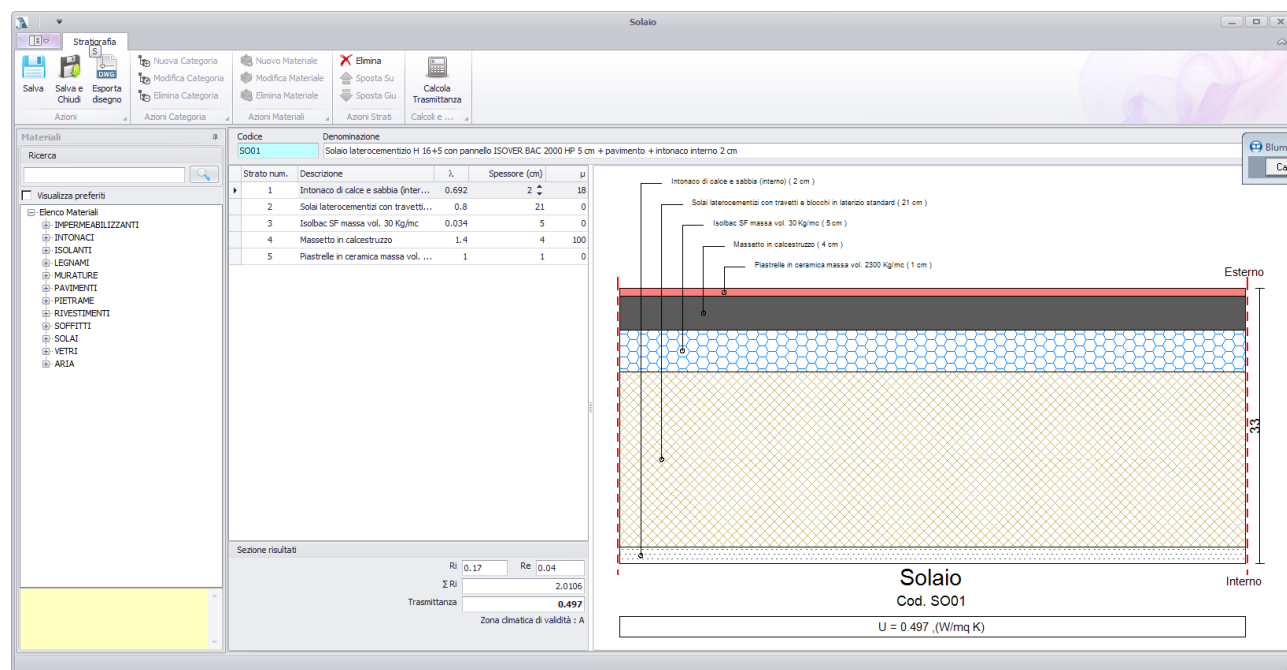 Solaio
Stratigrafia
S
Salva
Salva e Chiudi
DWG
Esporta disegno
Azioni
Nuova Categoria
Modifica Categoria
Elimina Categoria
Azioni Categoria
Nuovo Materiale
Modifica Materiale
Elimina Materiale
Azioni Materiali
Elimina
Sposta Su
Sposta Giu
Azioni Strati
Calcola Trasmittanza
Calcoli e ...
Materiali
Ricerca
Visualizza preferiti
Elenco Materiali
IMPERMEABILIZZANTI
INTONACI
ISOLANTI
LEGNAMI
MURATURE
PAVIMENTI
PIETRAME
RIVESTIMENTI
SOFFITTI
SOLAI
VETRI
ARIA
Codice Denominazione
SO01 Solaio laterocementizio H 16+5 con pannello ISOVER BAC 2000 HP 5 cm + pavimento + intonaco interno 2 cm
Blum
Ca
Strato num. Descrizione λ Spessore (cm) μ
1 Intonaco di calce e sabbia (inter... 0.692 2 18
2 Solai laterocementizi con travetti... 0.8 21 0
3 Isolbac SF massa vol. 30 Kg/mc 0.034 5 0
4 Massetto in calcestruzzo 1.4 4 100
5 Piastrelle in ceramica massa vol. ... 1 1 0
Sezione risultati
Ri 0.17 Re 0.04
Σ Ri 2.0106
Trasmittanza 0.497
Zona climatica di validità : A
Intonaco di calce e sabbia (interno) ( 2 cm )
Solai laterocementizi con travetti e blocchi in laterizio standard ( 21 cm )
Isolbac SF massa vol. 30 Kg/mc ( 5 cm )
Massetto in calcestruzzo ( 4 cm )
Piastrelle in ceramica massa vol. 2300 Kg/mc ( 1 cm )
Esterno
33
Interno
Solaio
Cod. SO01
U = 0.497 ,(W/mq K)